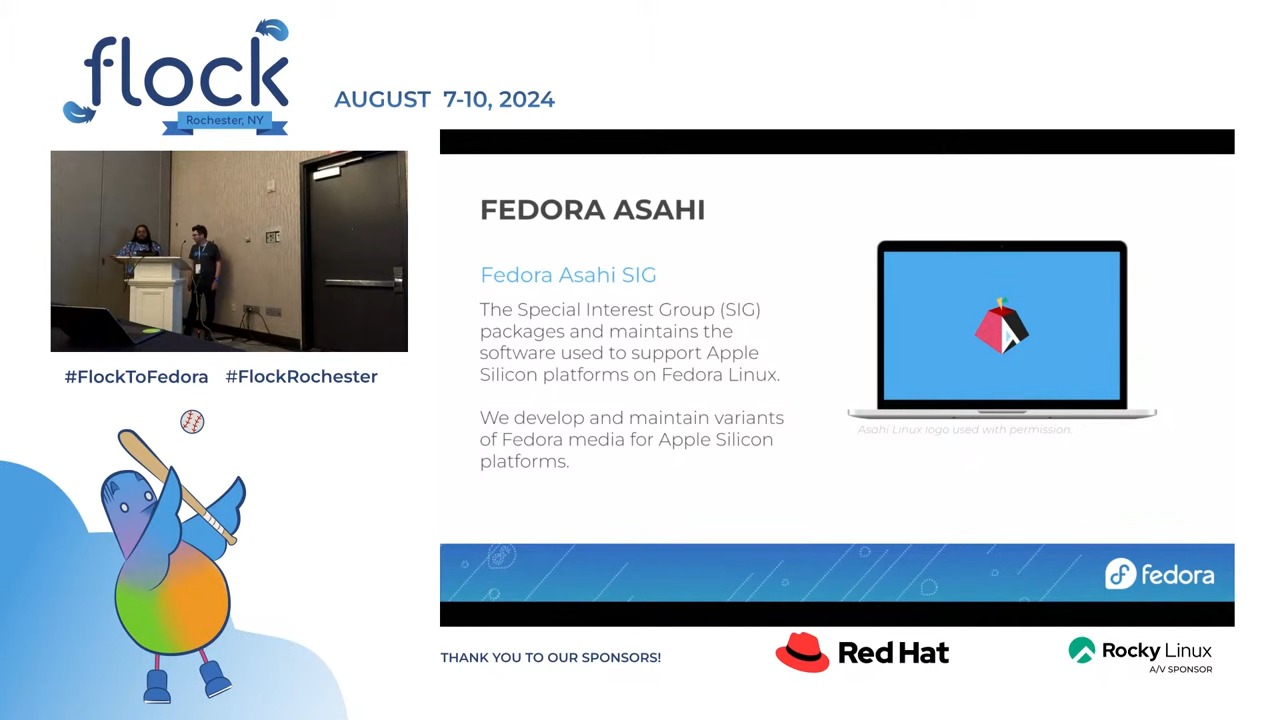 flock
Rochester, NY
AUGUST 7-10, 2024
#FlockToFedora #FlockRochester
FEDORA ASAHI
Fedora Asahi SIG
The Special Interest Group (SIG)
packages and maintains the
software used to support Apple
Silicon platforms on Fedora Linux.
We develop and maintain variants
of Fedora media for Apple Silicon
platforms.
Asahi Linux logo used with permission.
fedora
THANK YOU TO OUR SPONSORS!
Red Hat
Rocky Linux
A/V SPONSOR